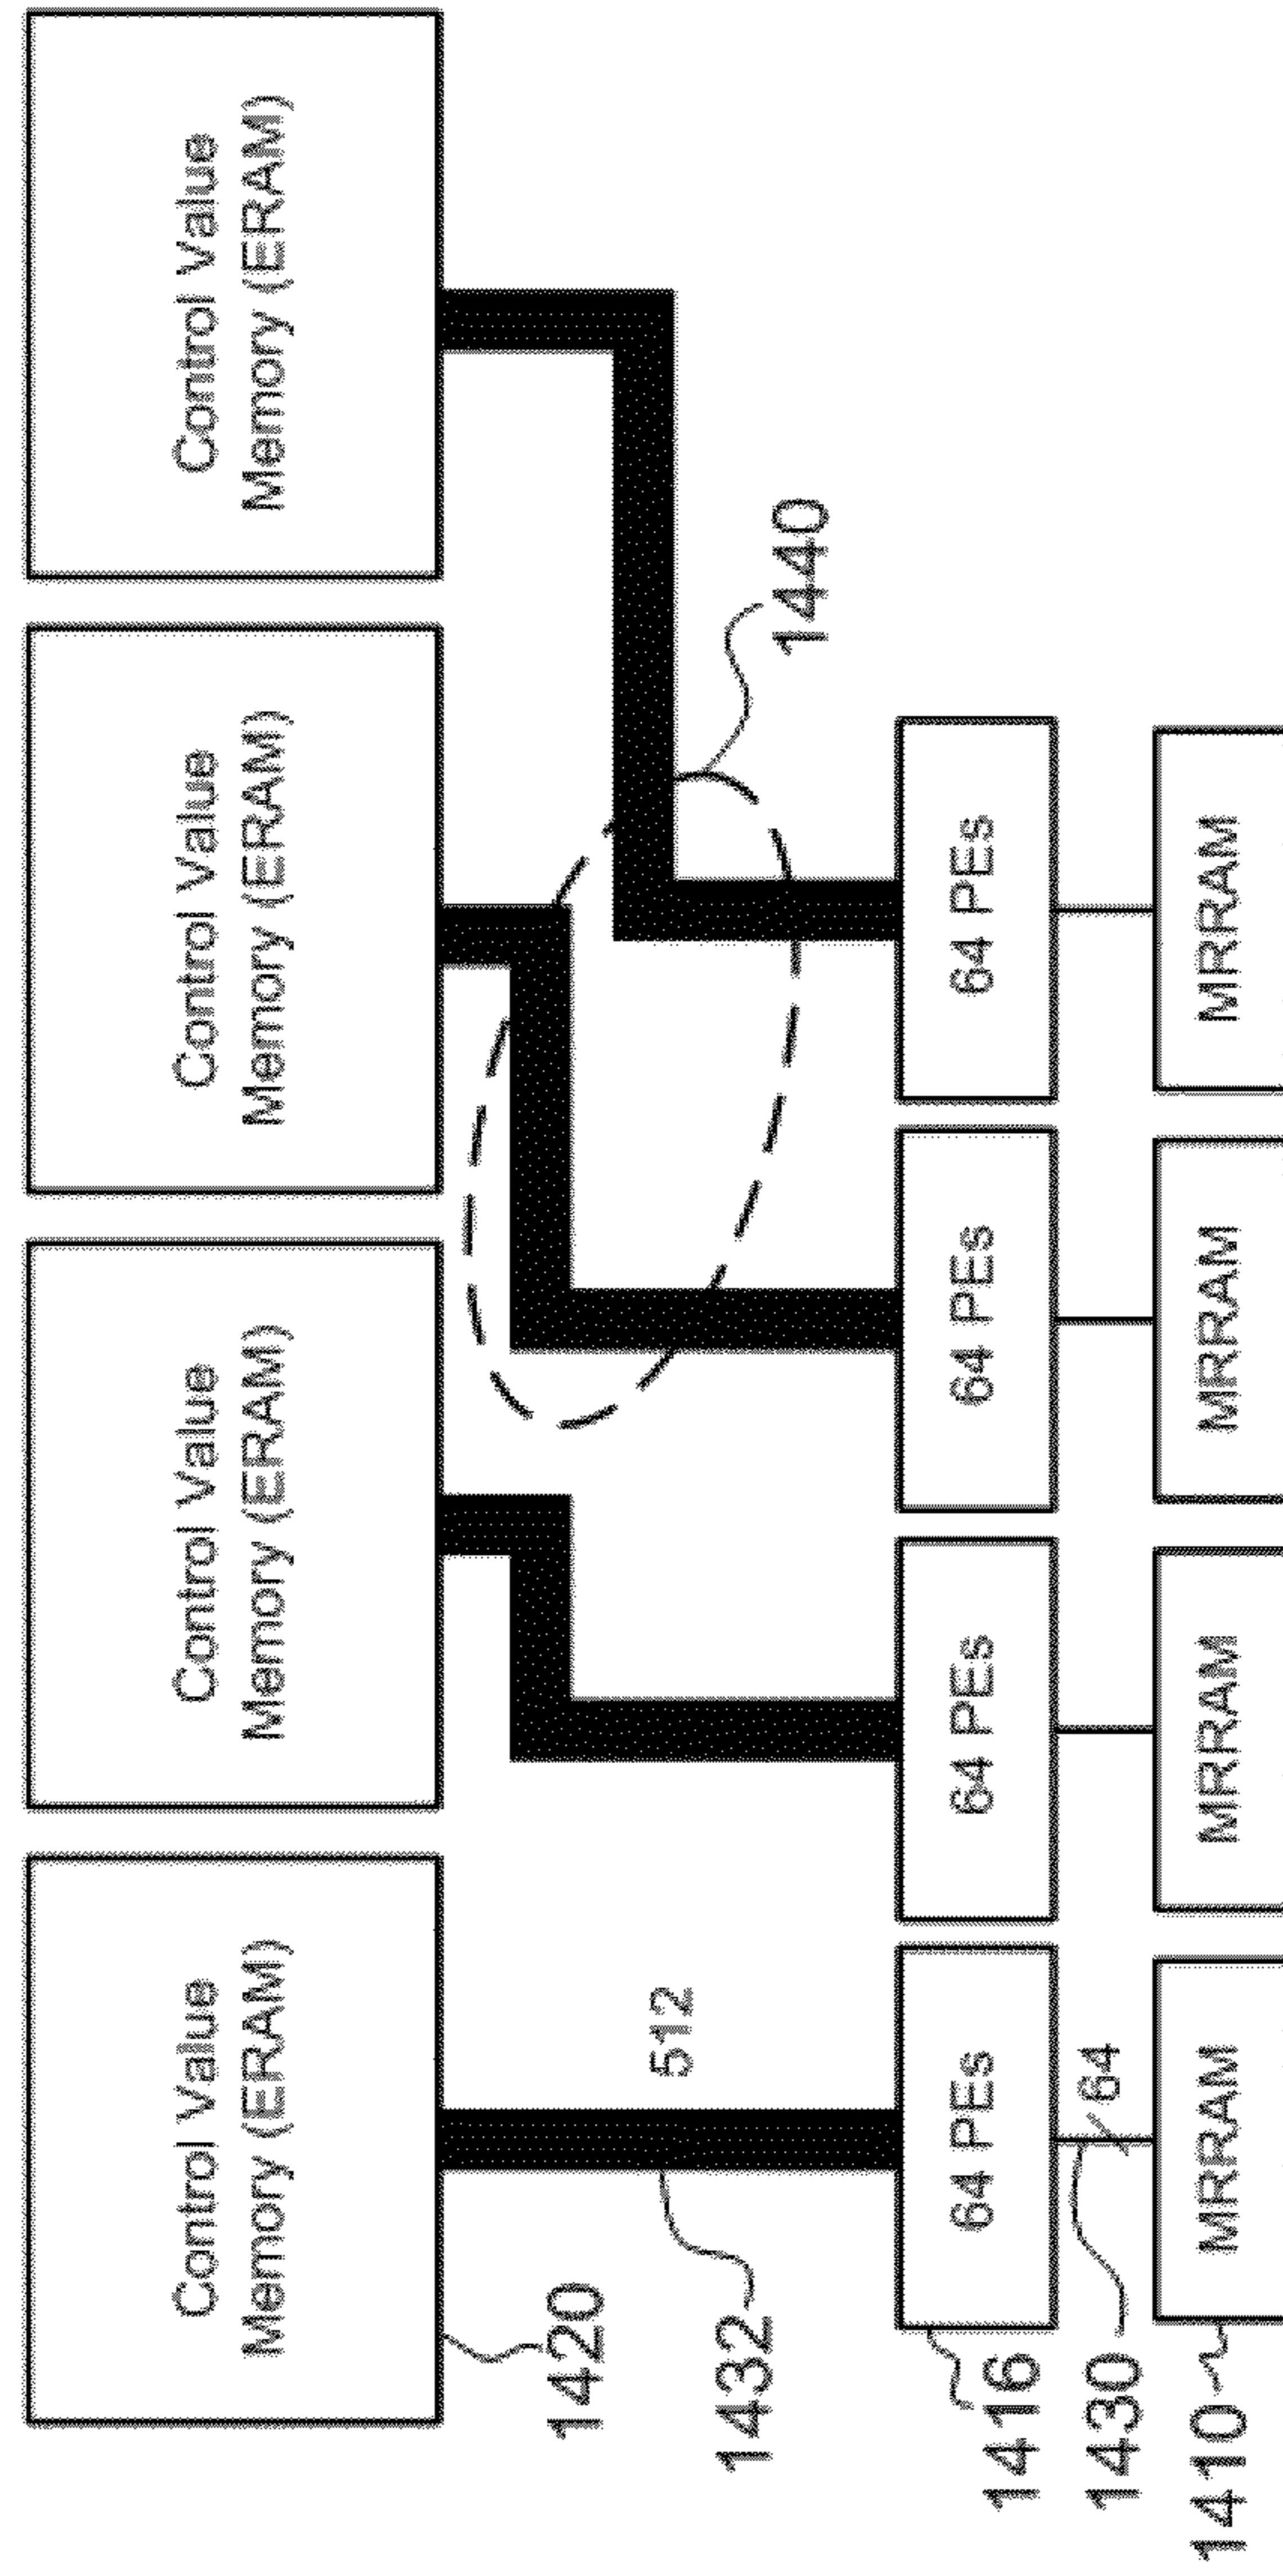 Control Value
Memory (ERAM)
Control Value
Memory (ERAM)
Control Value
Memory (ERAM)
Control Value
Memory (ERAM)
1420
512
1432
1440
64 PEs
64 PEs
64 PEs
64 PEs
1416
64
1430
MRRAM
MRRAM
MRRAM
MRRAM
1410